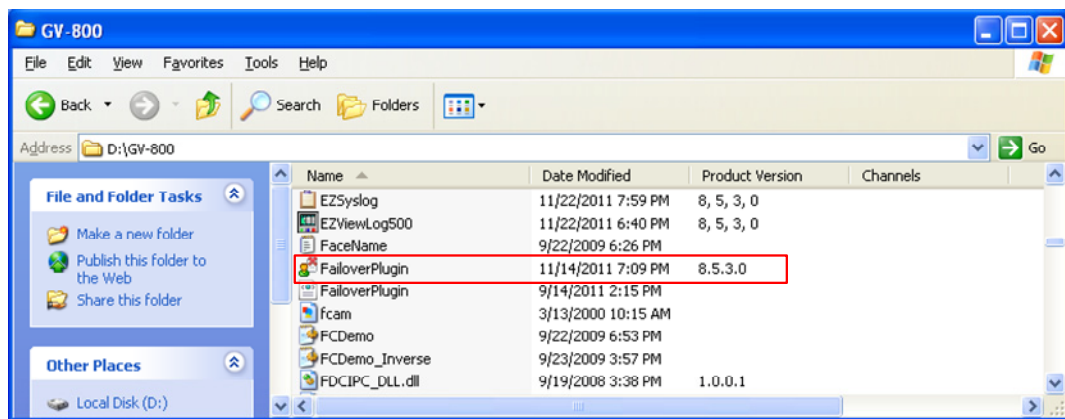 GV-800
File Edit View Favorites Tools Help
Back Search Folders
Address D:\GV-800 Go
File and Folder Tasks
Make a new folder
Publish this folder to
the Web
Share this folder
Other Places
Local Disk (D:)
Name Date Modified Product Version Channels
EZSyslog 11/22/2011 7:59 PM 8, 5, 3, 0
EZViewLog500 11/22/2011 6:40 PM 8, 5, 3, 0
FaceName 9/22/2009 6:26 PM
FailoverPlugin 11/14/2011 7:09 PM 8.5.3.0
FailoverPlugin 9/14/2011 2:15 PM
fcam 3/13/2000 10:15 AM
FCDemo 9/22/2009 6:53 PM
FCDemo_Inverse 9/23/2009 3:57 PM
FDCIPC_DLL.dll 9/19/2008 3:38 PM 1.0.0.1